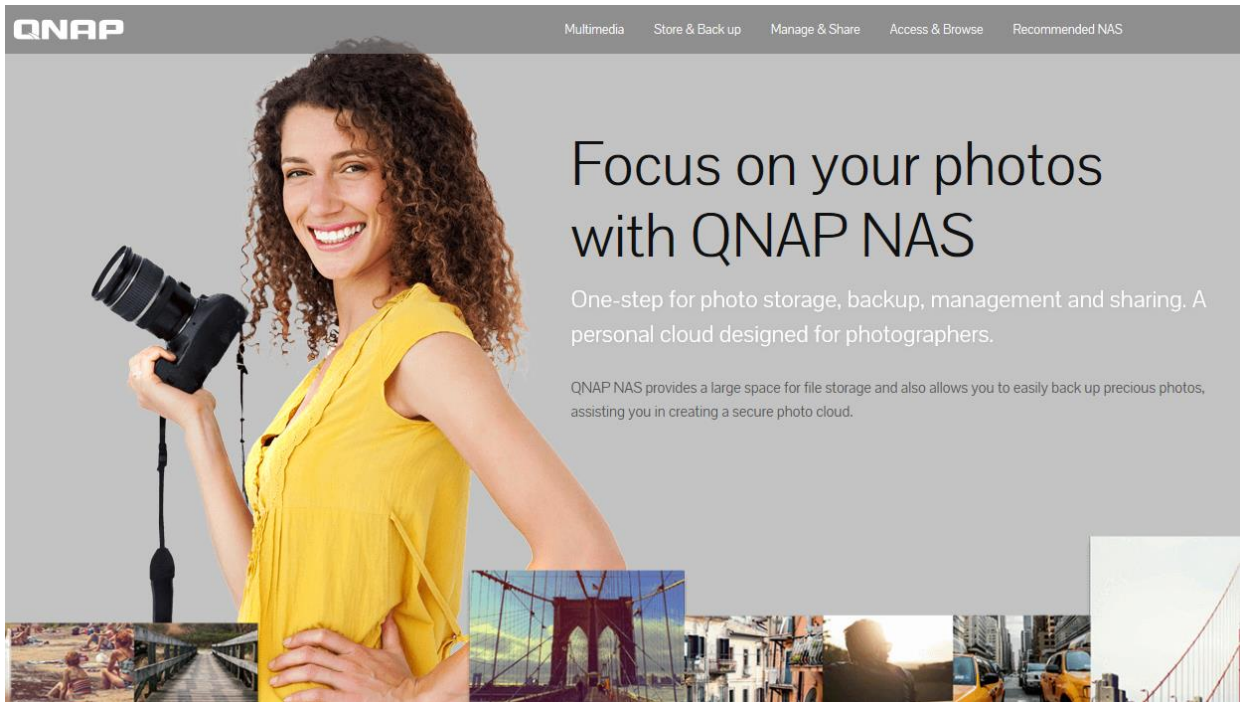 QNAP
Multimedia Store & Back up Manage & Share Access & Browse Recommended NAS
Focus on your photos
with QNAP NAS
One-step for photo storage, backup, management and sharing. A
personal cloud designed for photographers.
QNAP NAS provides a large space for file storage and also allows you to easily back up precious photos,
assisting you in creating a secure photo cloud.